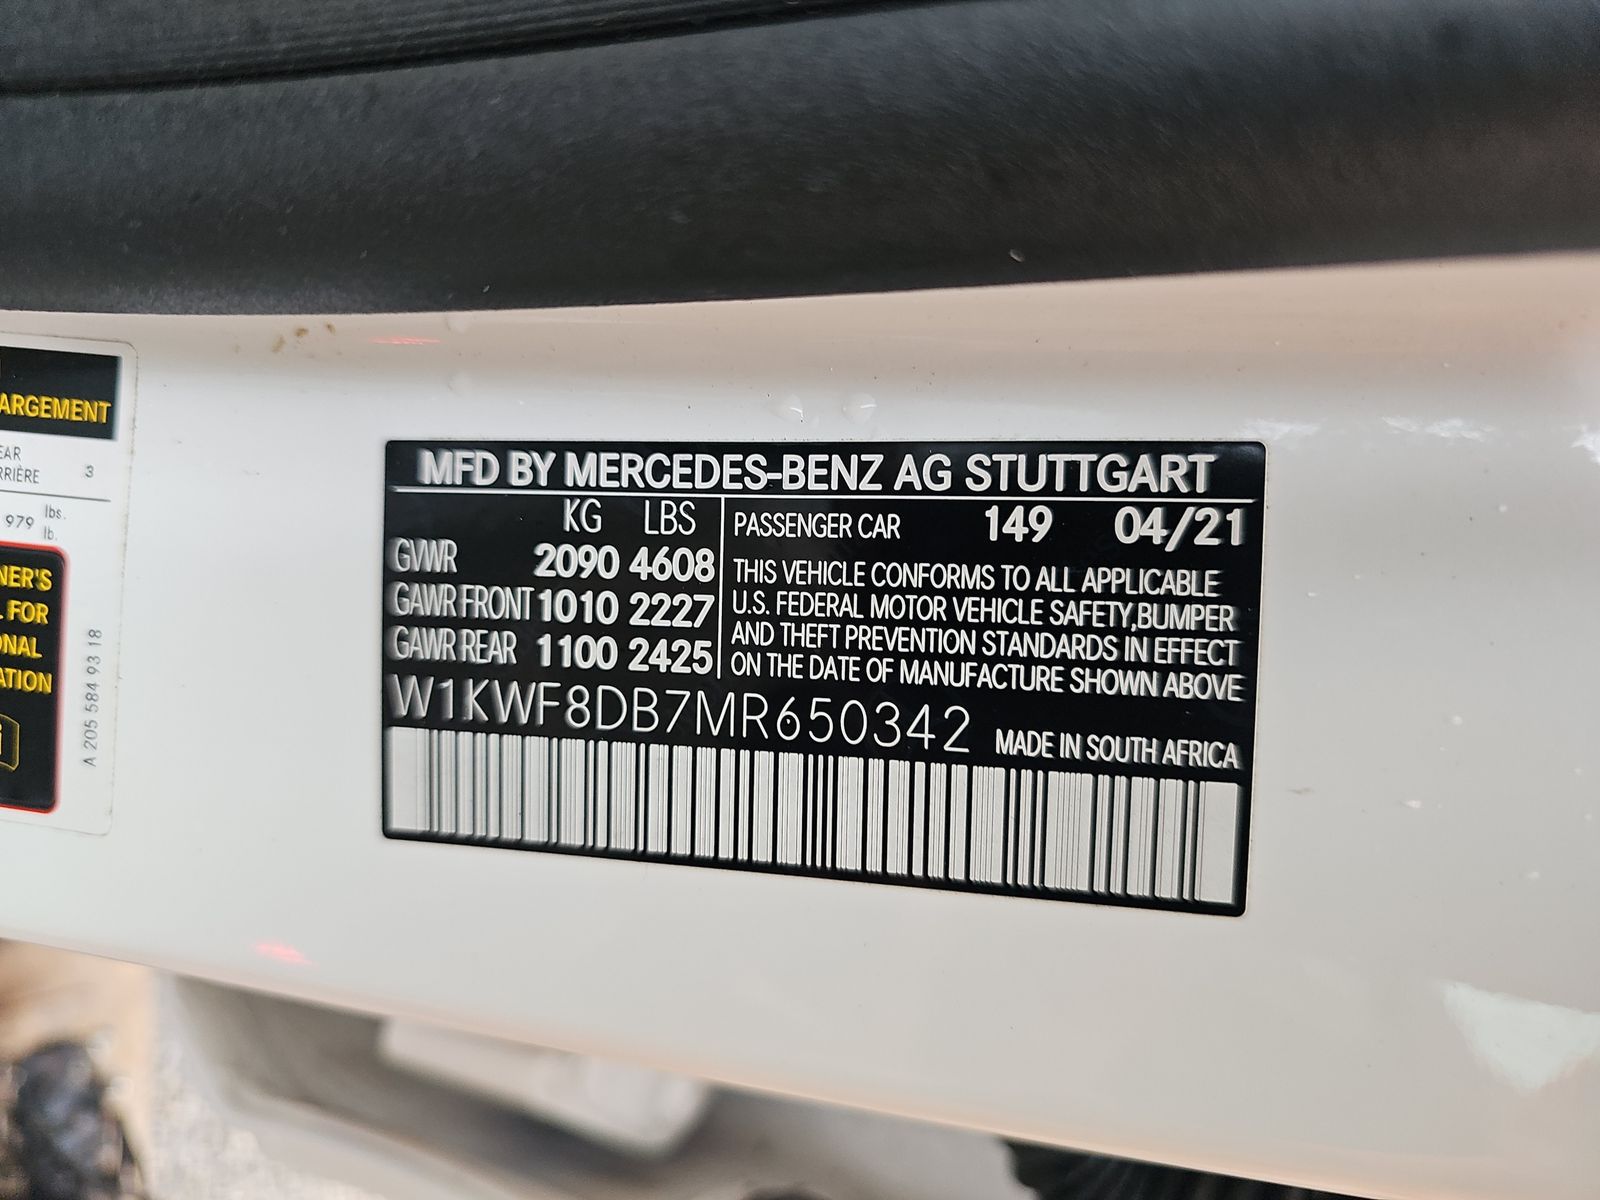 ARGEMENT
EAR
RRIÈRE 3
979 lbs.
lb.
NER'S
L FOR
ONAL
ATION
A 205 584 93 18
MFD BY MERCEDES-BENZ AG STUTTGART
KG LBS
GVWR 2090 4608
GAWR FRONT 1010 2227
GAWR REAR 1100 2425
PASSENGER CAR 149 04/21
THIS VEHICLE CONFORMS TO ALL APPLICABLE
U.S. FEDERAL MOTOR VEHICLE SAFETY,BUMPER
AND THEFT PREVENTION STANDARDS IN EFFECT
ON THE DATE OF MANUFACTURE SHOWN ABOVE
W1KWF8DB7MR650342
MADE IN SOUTH AFRICA